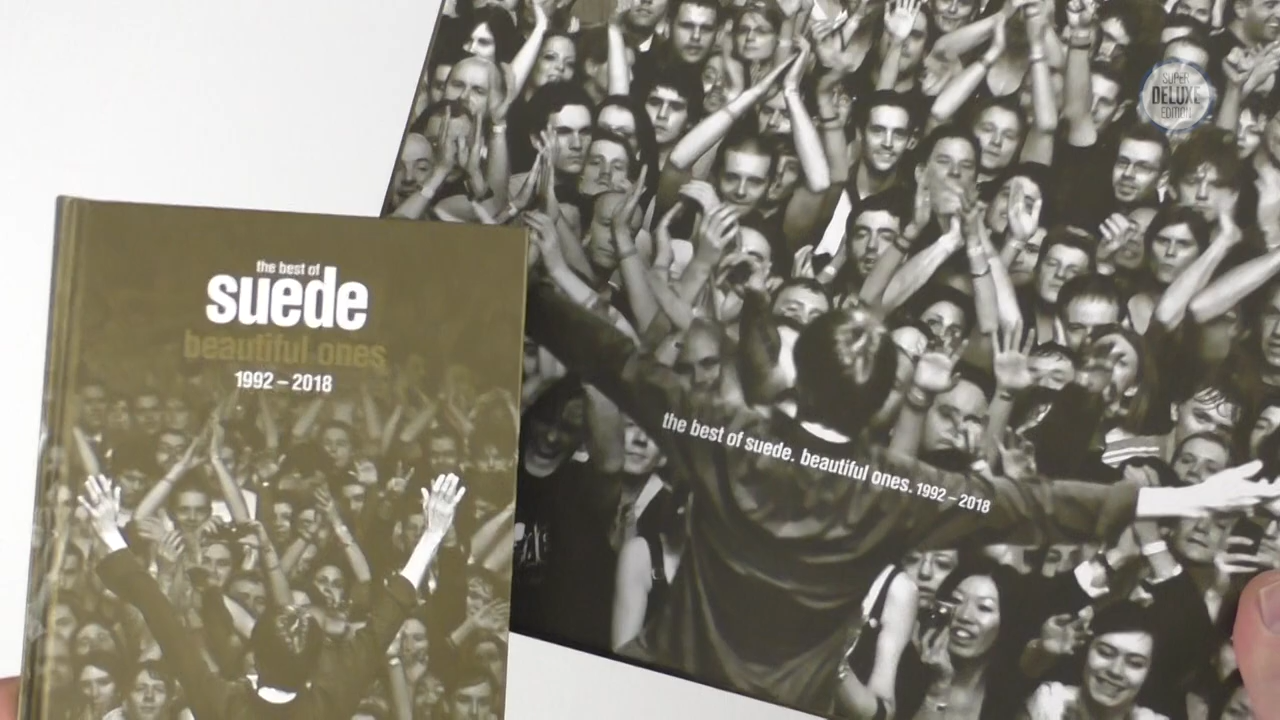 the best of
suede
beautiful ones
1992 – 2018
the best of suede. beautiful ones. 1992 – 2018
SUPER
DELUXE
EDITION